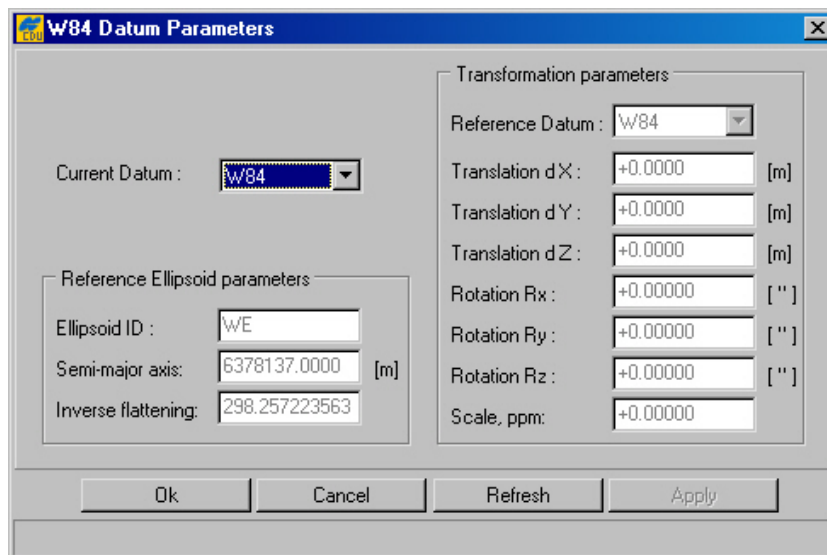 EDU W84 Datum Parameters
Current Datum : W84
Reference Ellipsoid parameters
Ellipsoid ID : WE
Semi-major axis: 6378137.0000 [m]
Inverse flattening: 298.257223563
Transformation parameters
Reference Datum : W84
Translation dX : +0.0000 [m]
Translation dY : +0.0000 [m]
Translation dZ : +0.0000 [m]
Rotation Rx : +0.00000 [ " ]
Rotation Ry : +0.00000 [ " ]
Rotation Rz : +0.00000 [ " ]
Scale, ppm: +0.00000
Ok Cancel Refresh Apply